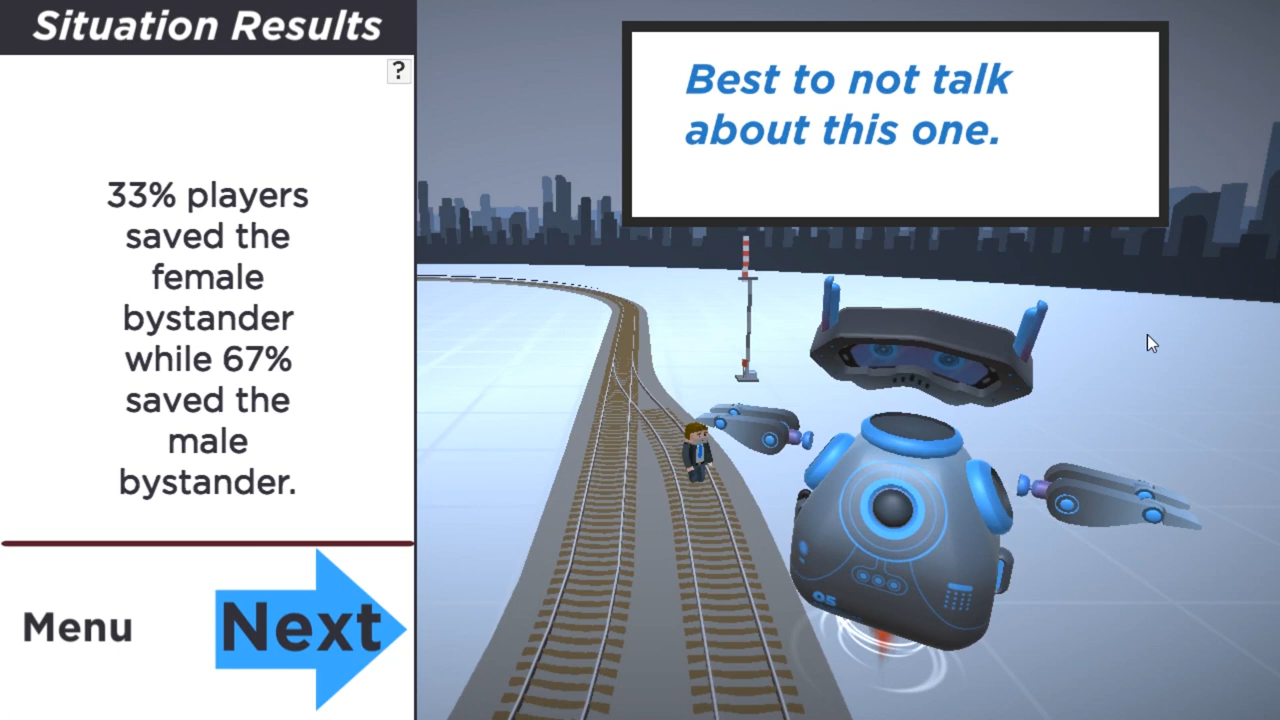 Situation Results
?
33% players
saved the
female
bystander
while 67%
saved the
male
bystander.
Menu
Next
Best to not talk
about this one.
05